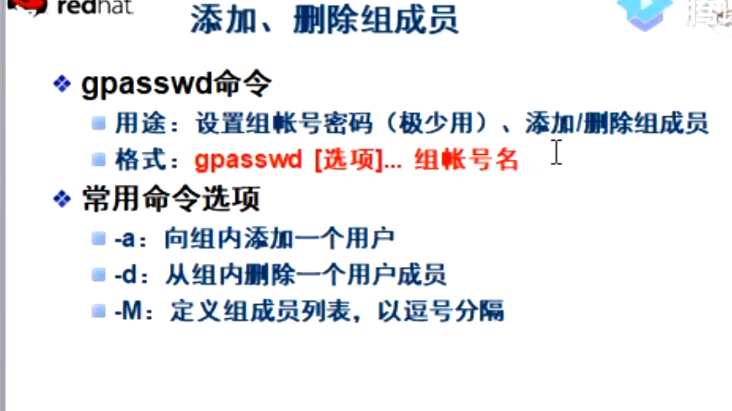 redhat.
添加、删除组成员
gpasswd命令
用途：设置组帐号密码（极少用）、添加/删除组成员
格式：gpasswd [选项]... 组帐号名
常用命令选项
-a：向组内添加一个用户
-d：从组内删除一个用户成员
-M：定义组成员列表，以逗号分隔